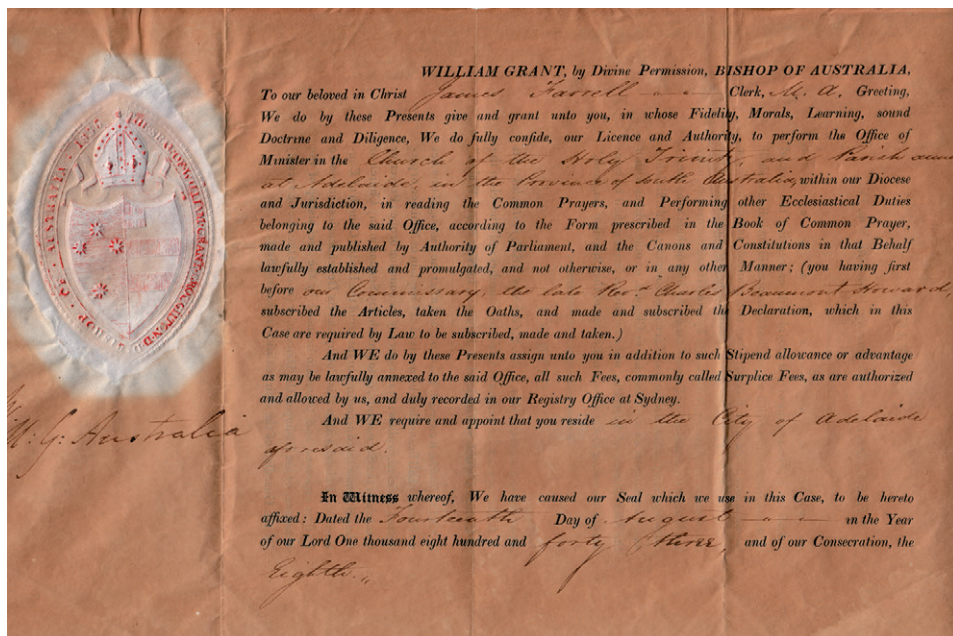 WILLIAM GRANT, by Divine Permission, BISHOP OF AUSTRALIA,
To our beloved in Christ James Farrell Clerk, M. A. Greeting,
We do by these Presents give and grant unto you, in whose Fidelity, Morals, Learning, sound
Doctrine and Diligence, We do fully confide, our Licence and Authority, to perform the Office of
Minister in the Church of the Holy Trinity, and Parish
at Adelaide, in the Province of South Australia, within our Diocese
and Jurisdiction, in reading the Common Prayers, and Performing other Ecclesiastical Duties
belonging to the said Office, according to the Form prescribed in the Book of Common Prayer,
made and published by Authority of Parliament, and the Canons and Constitutions in that Behalf
lawfully established and promulgated, and not otherwise, or in any other Manner; (you having first
before our Commissary, the late Revd. Charles Beaumont Howard,
subscribed the Articles, taken the Oaths, and made and subscribed the Declaration, which in this
Case are required by Law to be subscribed, made and taken.)
And WE do by these Presents assign unto you in addition to such Stipend allowance or advantage
as may be lawfully annexed to the said Office, all such Fees, commonly called Surplice Fees, as are authorized
and allowed by us, and duly recorded in our Registry Office at Sydney.
And WE require and appoint that you reside in the City of Adelaide
aforesaid.
W: G: Australia
In Witness whereof, We have caused our Seal which we use in this Case, to be hereto
affixed: Dated the Fourteenth Day of August in the Year
of our Lord One thousand eight hundred and forty three, and of our Consecration, the
Eighth.